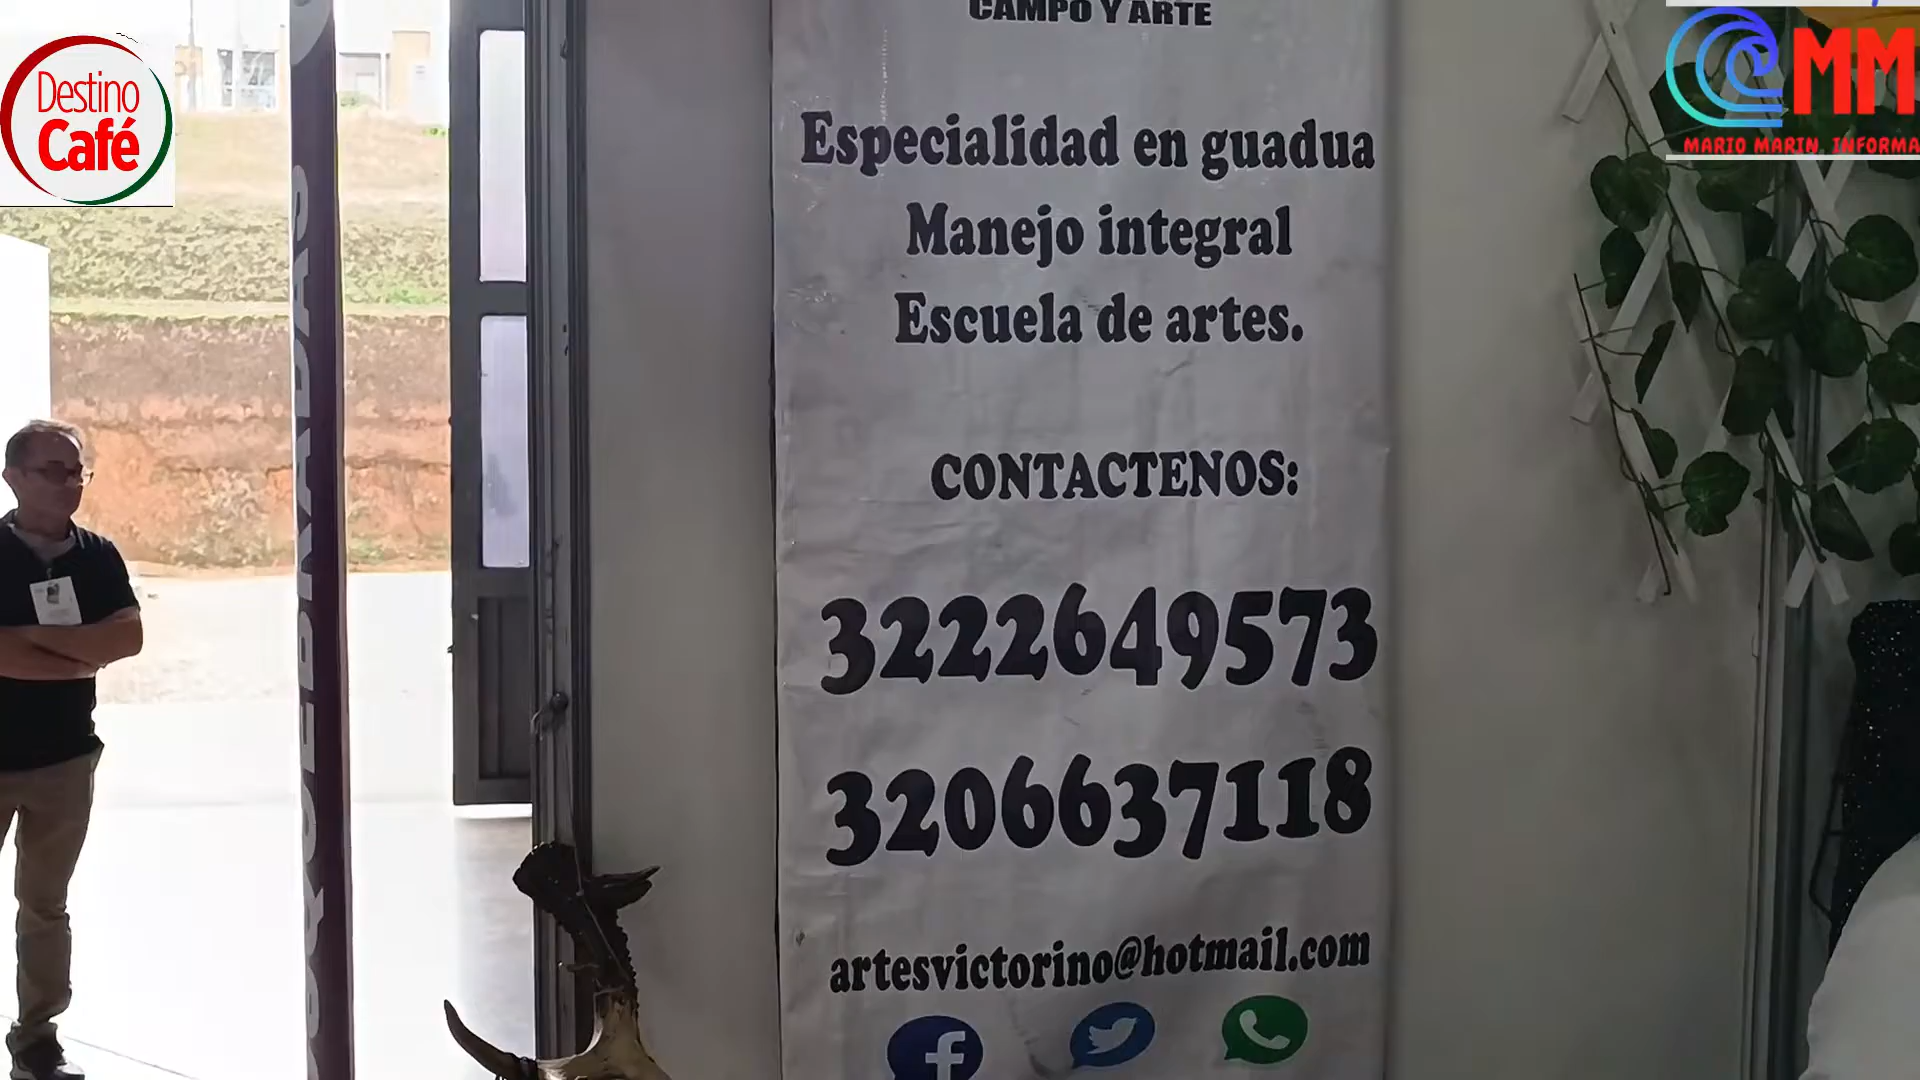 CAMPO Y ARTE
Destino
Café
MM
MARIO MARIN, INFORMA
Especialidad en guadua
Manejo integral
Escuela de artes.
CONTACTENOS:
3222649573
3206637118
artesvictorino@hotmail.com
QUEBRADAS